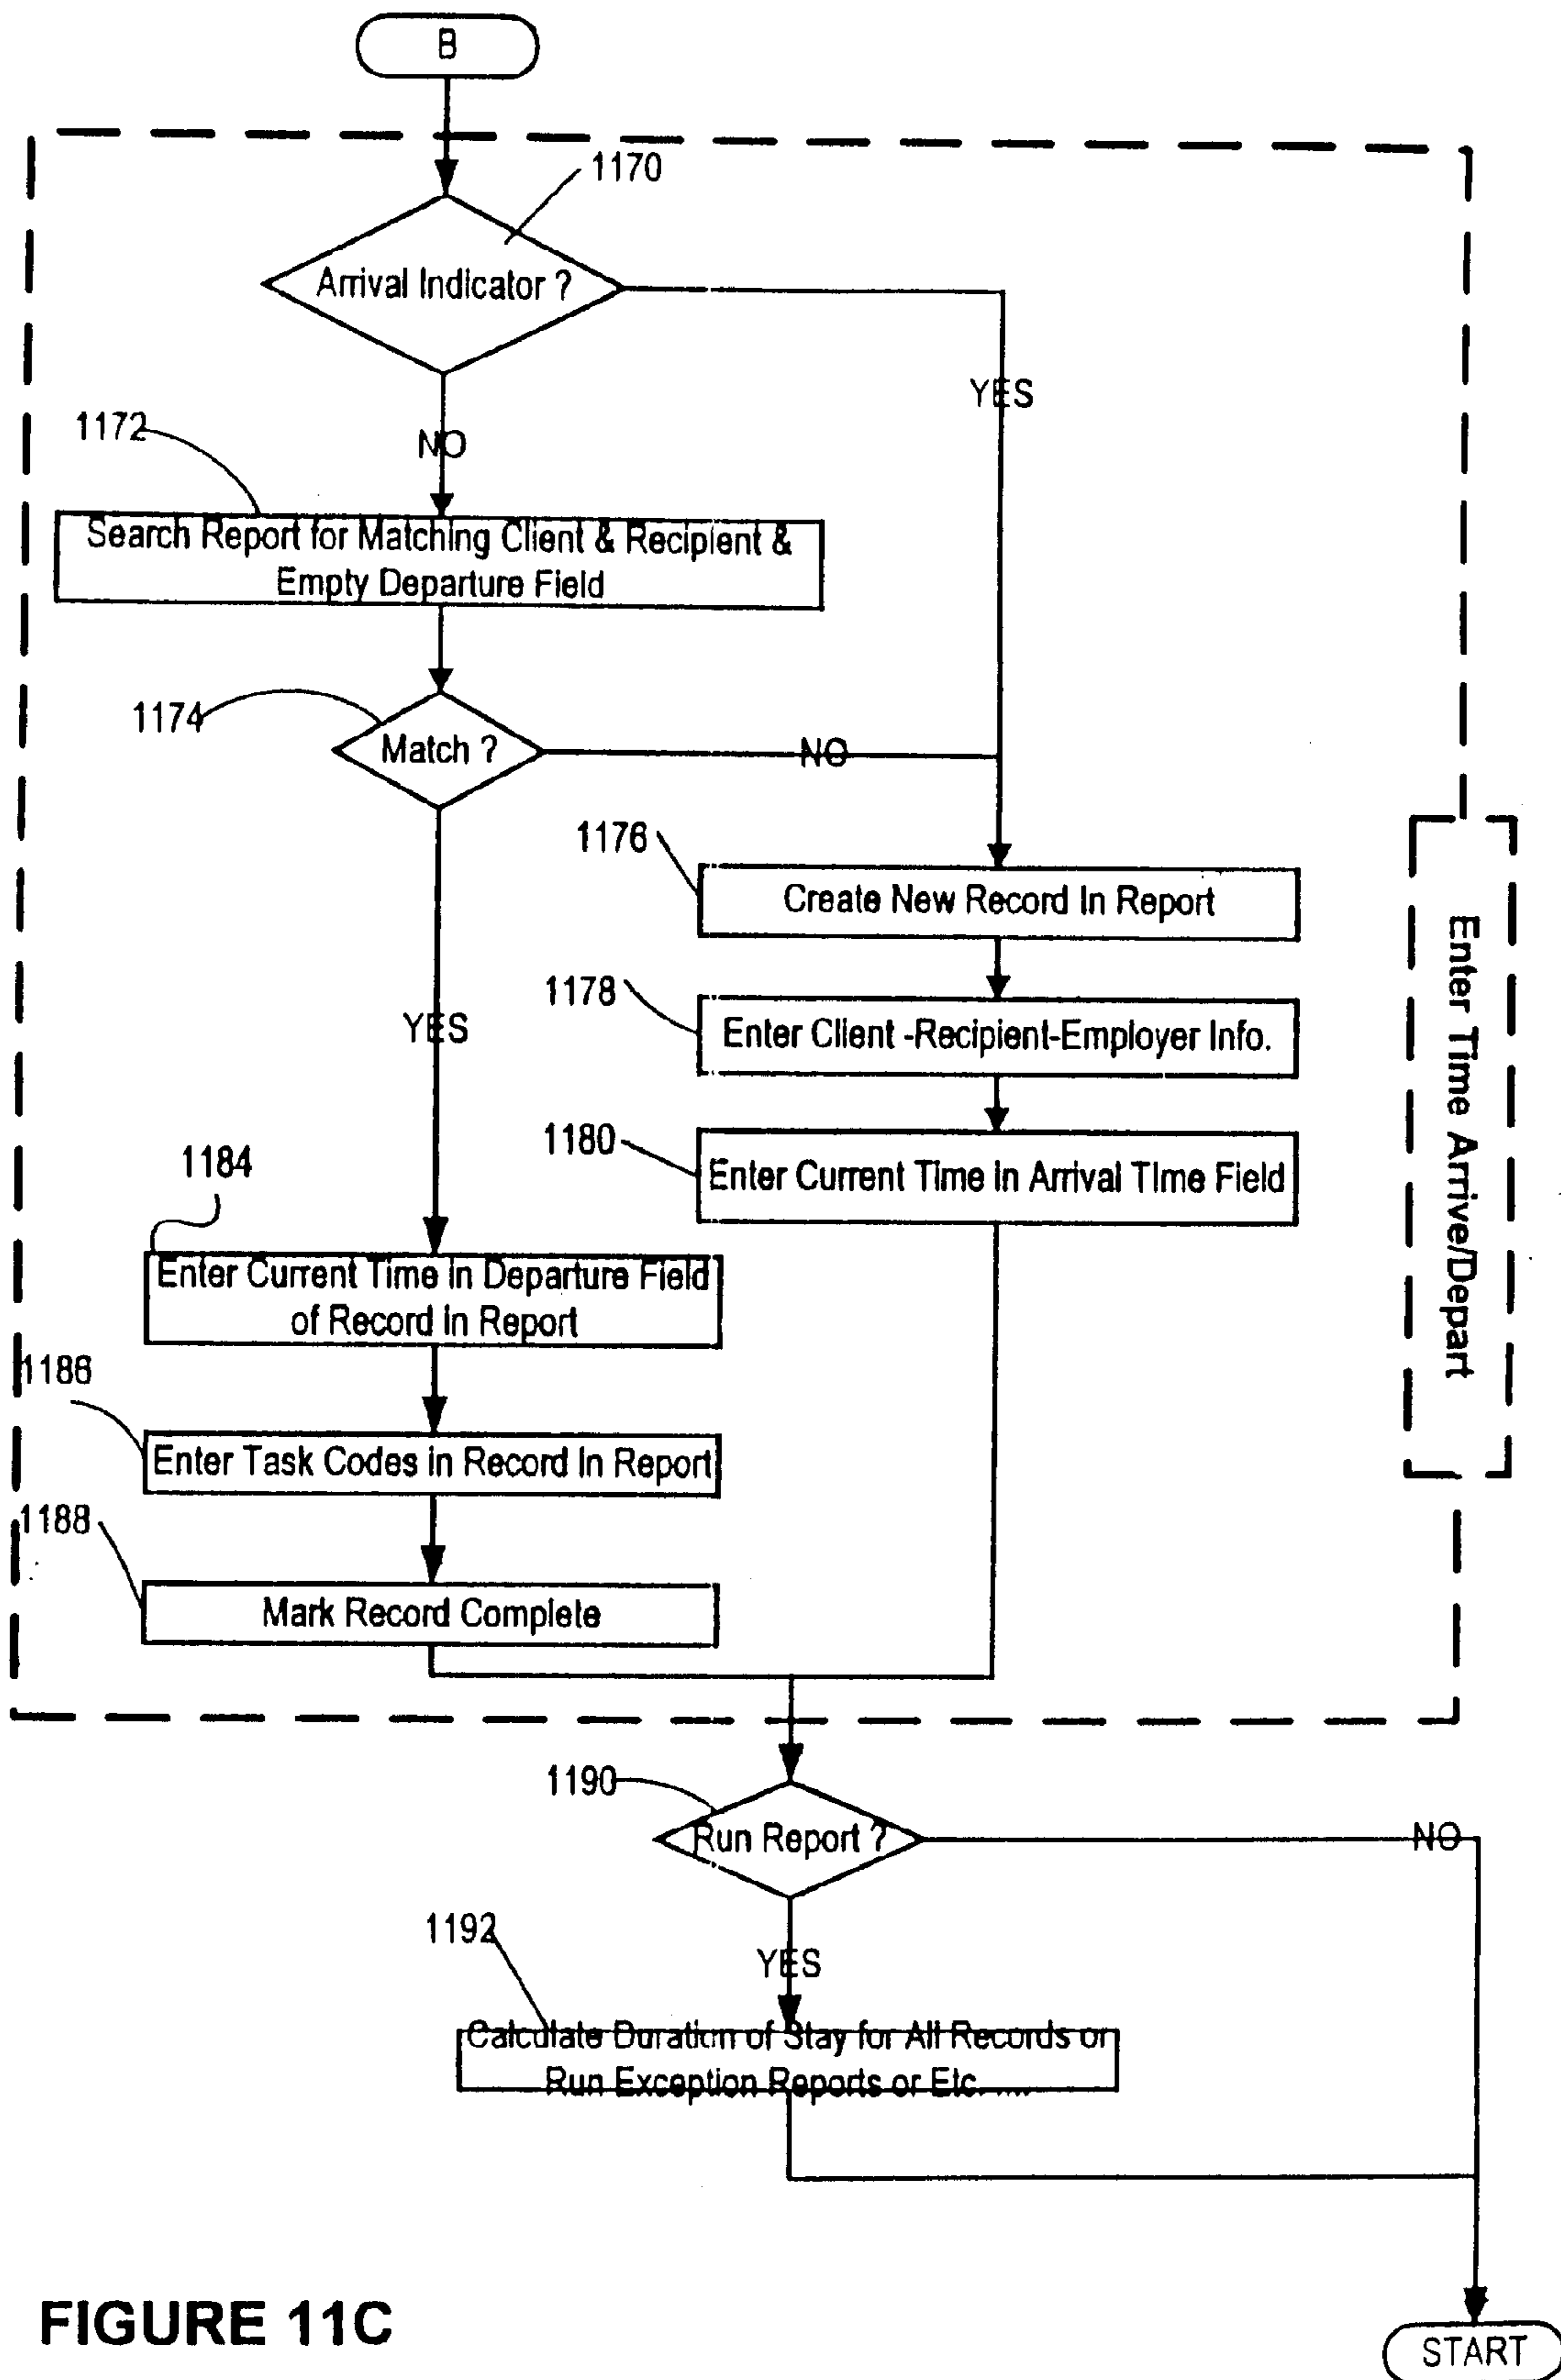 B
1170
Arrival Indicator ?
YES
1172
NO
Search Report for Matching Client & Recipient &
Empty Departure Field
1174
Match ?
NO
1176
Create New Record In Report
1178
Enter Client -Recipient-Employer Info.
YES
1180
Enter Current Time in Arrival Time Field
Enter Time Arrive/Depart
1184
Enter Current Time in Departure Field
of Record in Report
1186
Enter Task Codes in Record In Report
1188
Mark Record Complete
1190
Run Report ?
NO
1192
YES
Calculate Duration of Stay for All Records or
Run Exception Reports or Etc. ....
FIGURE 11C
START